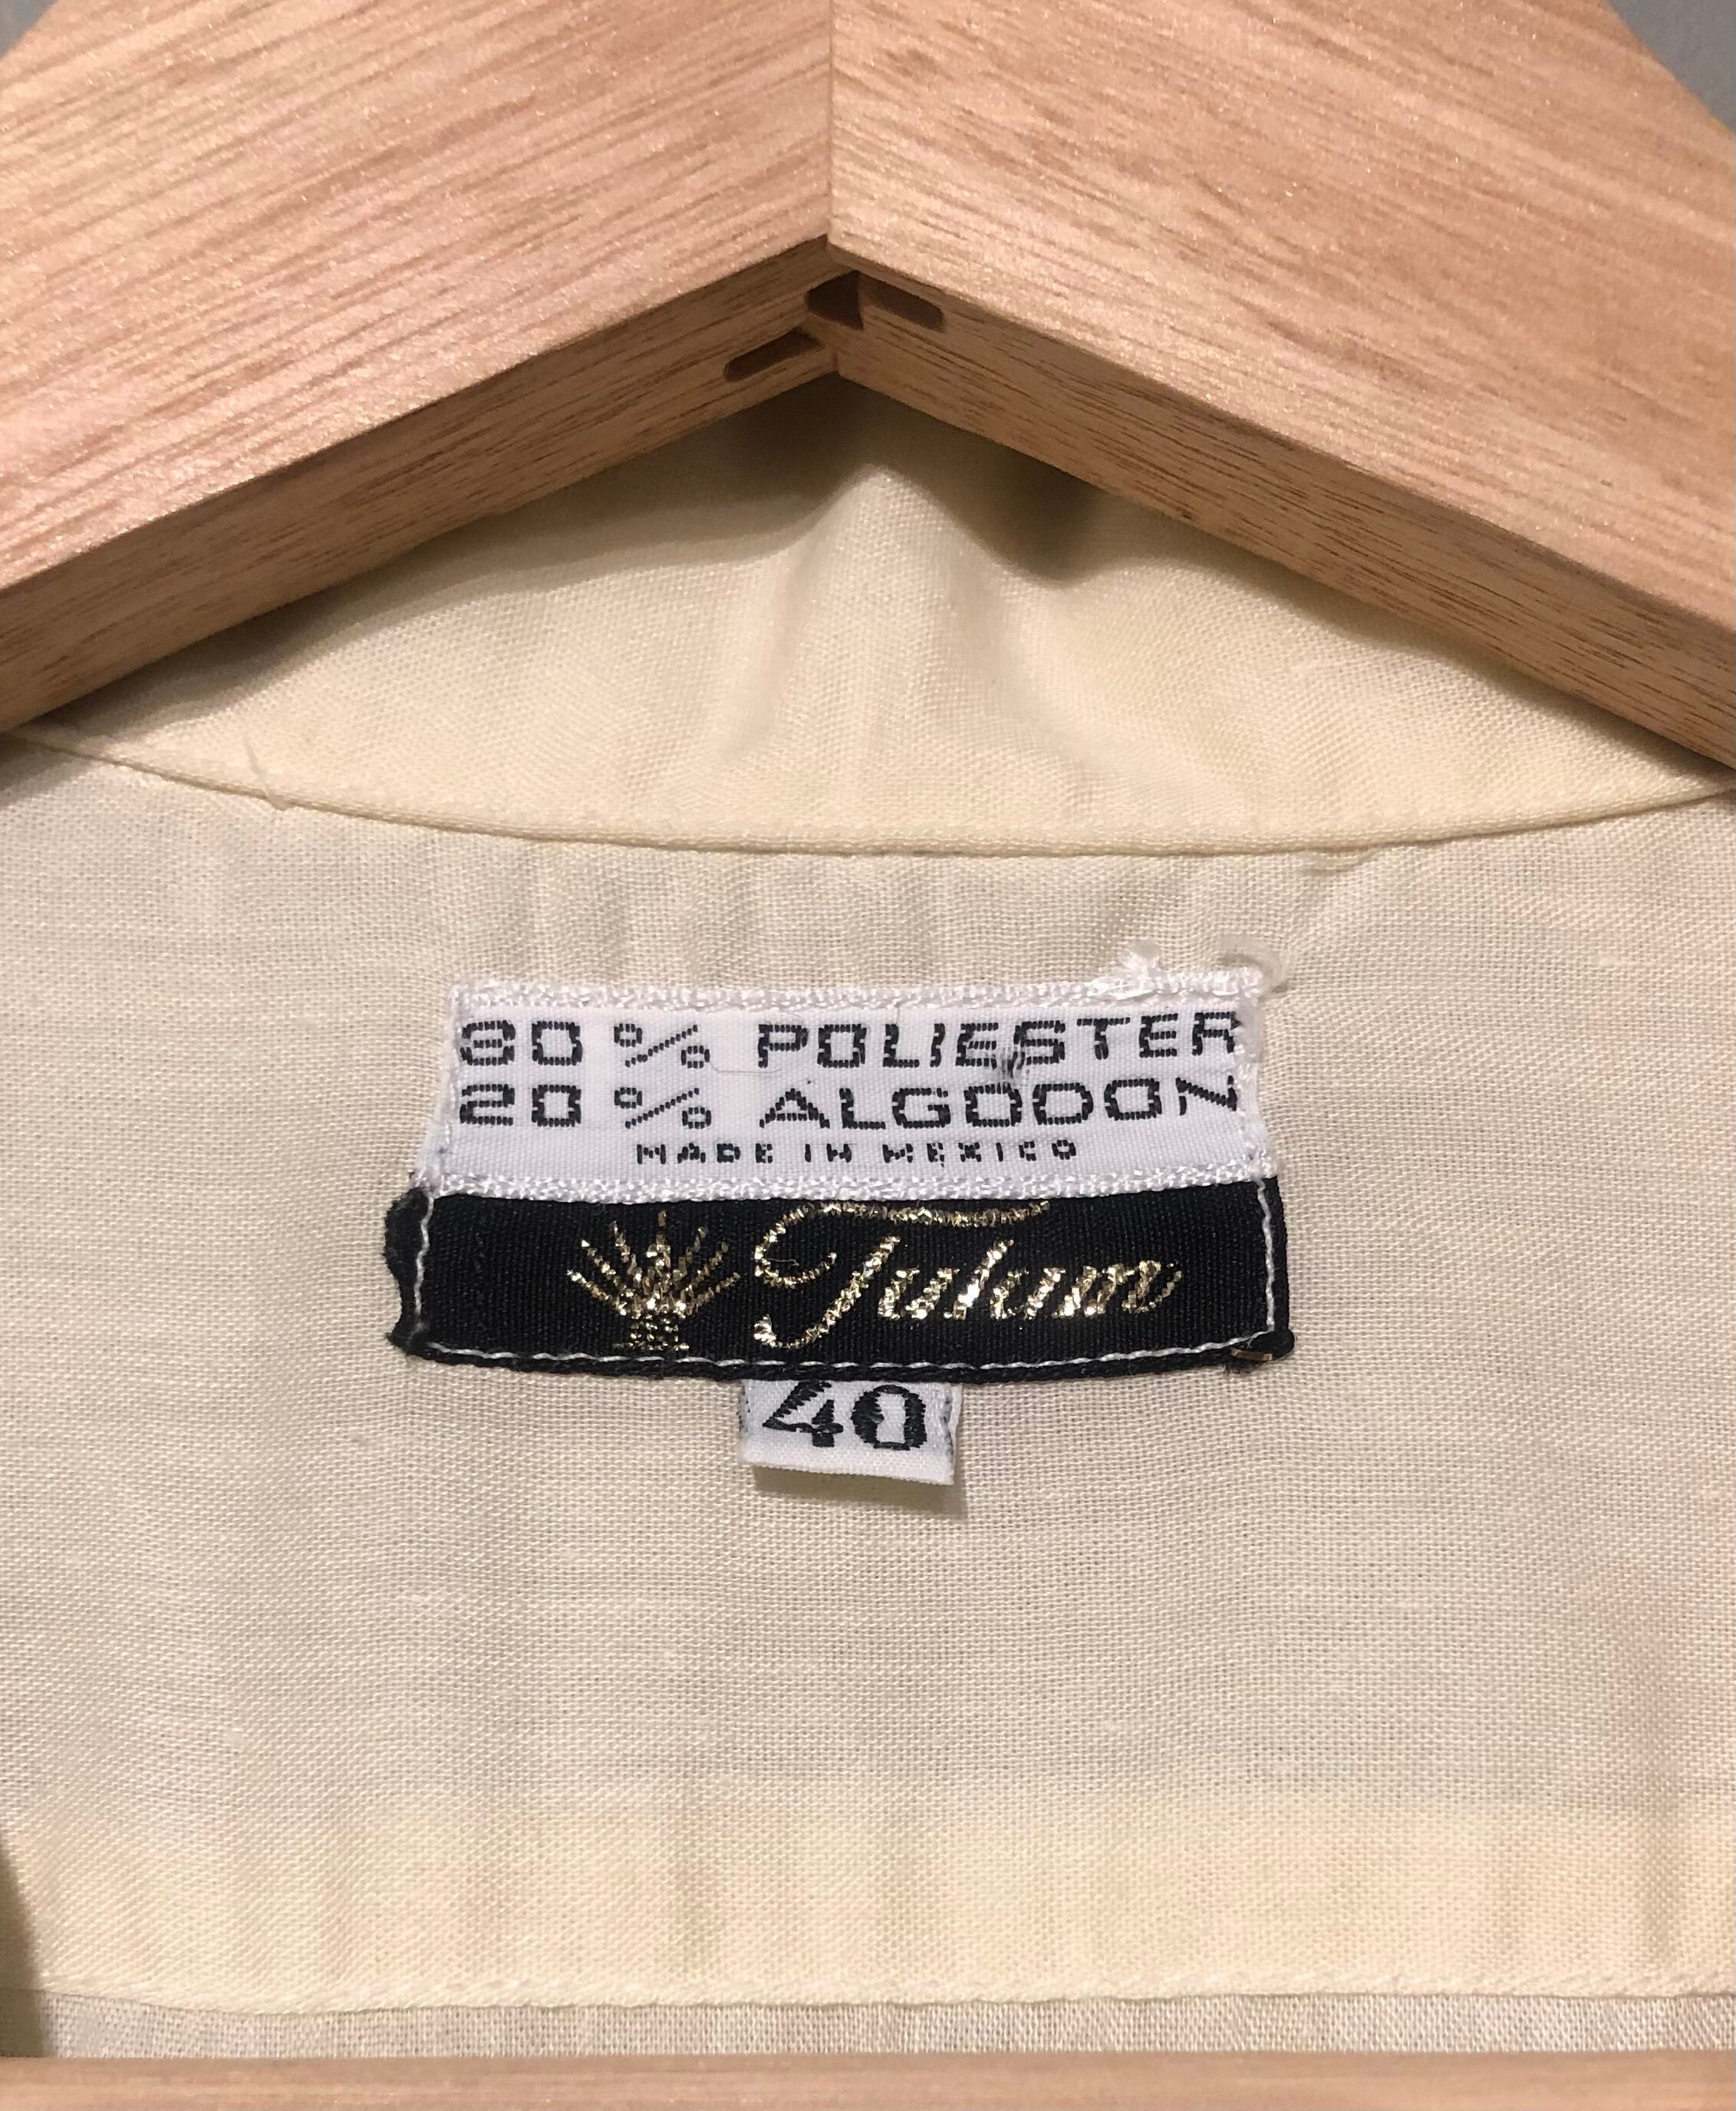 80 % POLIESTER
20 % ALGODON
MADE IN MEXICO
Tulum
40